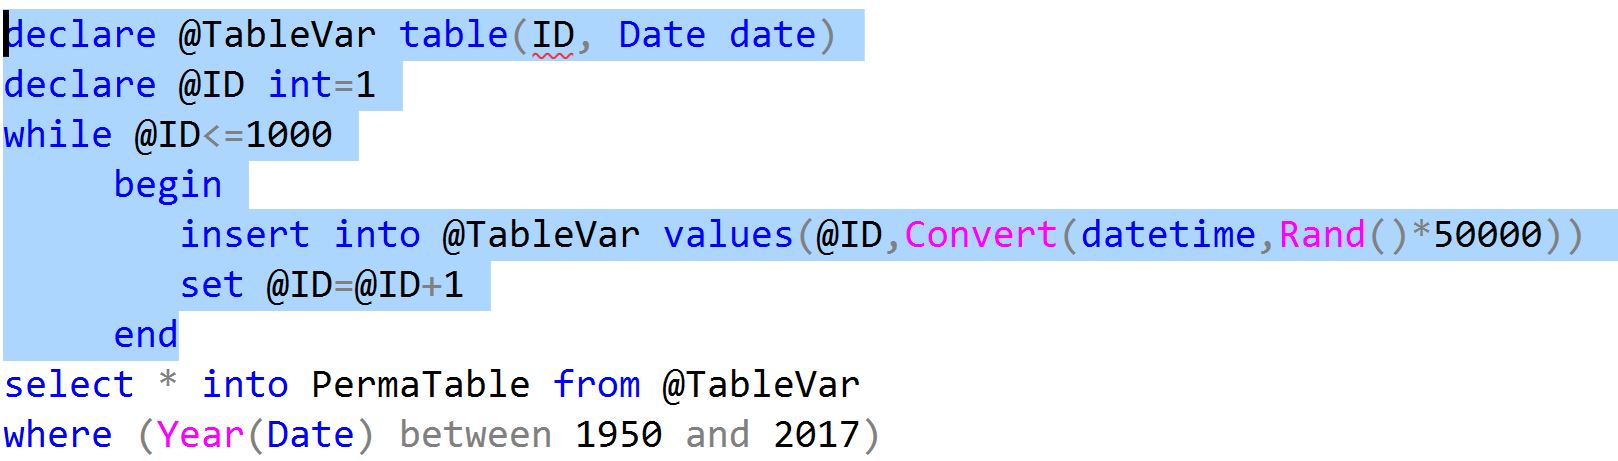 declare @TableVar table(ID, Date date)
declare @ID int=1
while @ID<=1000
begin
insert into @TableVar values(@ID,Convert(datetime,Rand()*50000))
set @ID=@ID+1
end
select * into PermaTable from @TableVar
where (Year(Date) between 1950 and 2017)